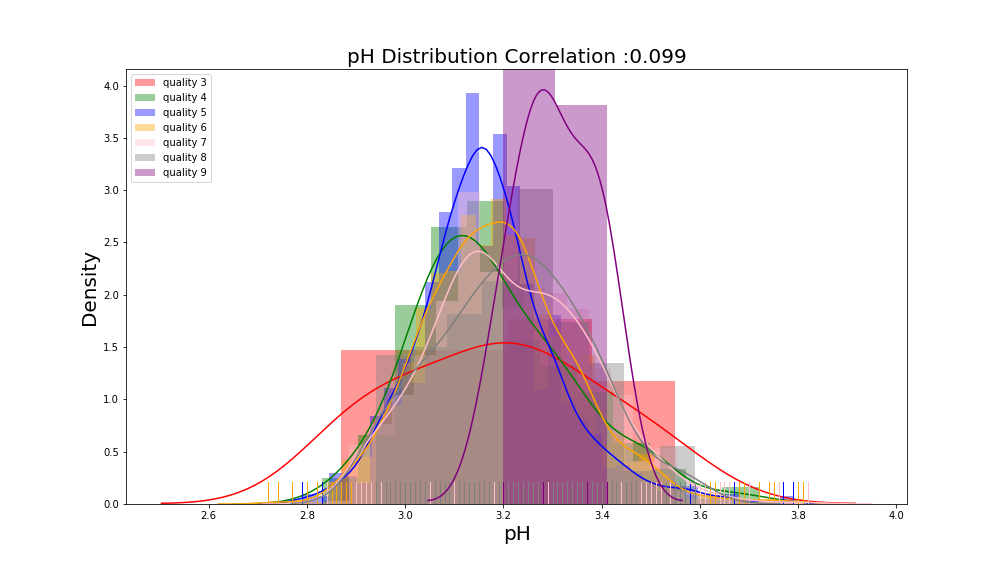 pH Distribution Correlation :0.099
quality 3
quality 4
quality 5
quality 6
quality 7
quality 8
quality 9
Density
4.0
3.5
3.0
2.5
2.0
1.5
1.0
0.5
0.0
2.6 2.8 3.0 3.2 3.4 3.6 3.8 4.0
pH